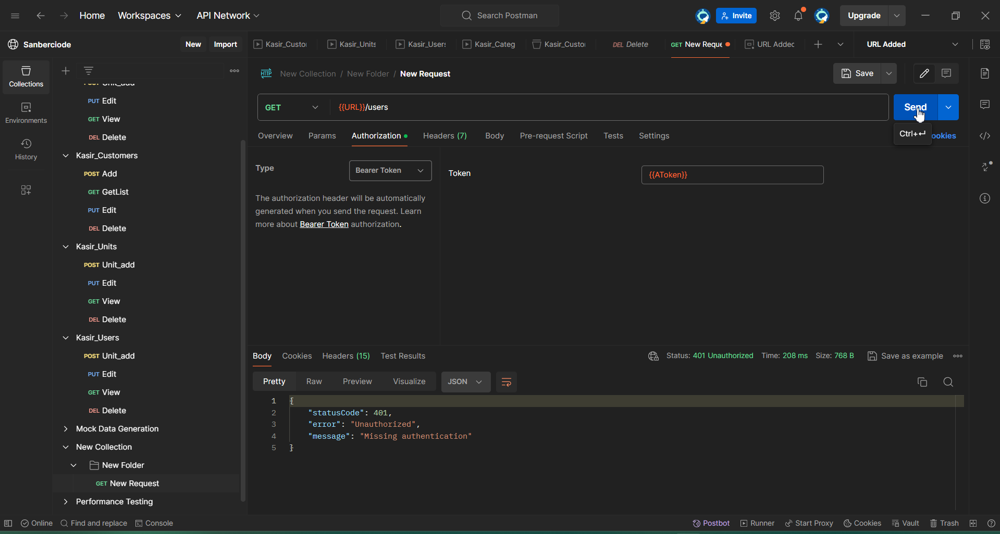 Home Workspaces API Network Search Postman Invite Upgrade
Sanberciode New Import Kasir_Custo Kasir_Units Kasir_Users Kasir_Categ Kasir_Custo DEL Delete GET New Reque URL Added URL Added
Collections
Environments
History
POST Unit_add
PUT Edit
GET View
DEL Delete
Kasir_Customers
POST Add
GET GetList
PUT Edit
DEL Delete
Kasir_Units
POST Unit_add
PUT Edit
GET View
DEL Delete
Kasir_Users
POST Unit_add
PUT Edit
GET View
DEL Delete
Mock Data Generation
New Collection
New Folder
GET New Request
Performance Testing
HTTP New Collection / New Folder / New Request Save
GET {{URL}}/users Send
Overview Params Authorization Headers (7) Body Pre-request Script Tests Settings Ctrl+↵ ookies
Type Bearer Token Token {{AToken}}
The authorization header will be automatically
generated when you send the request. Learn
more about Bearer Token authorization.
Body Cookies Headers (15) Test Results Status: 401 Unauthorized Time: 208 ms Size: 768 B Save as example
Pretty Raw Preview Visualize JSON
1 {
2 "statusCode": 401,
3 "error": "Unauthorized",
4 "message": "Missing authentication"
5 }
Online Find and replace Console Postbot Runner Start Proxy Cookies Vault Trash